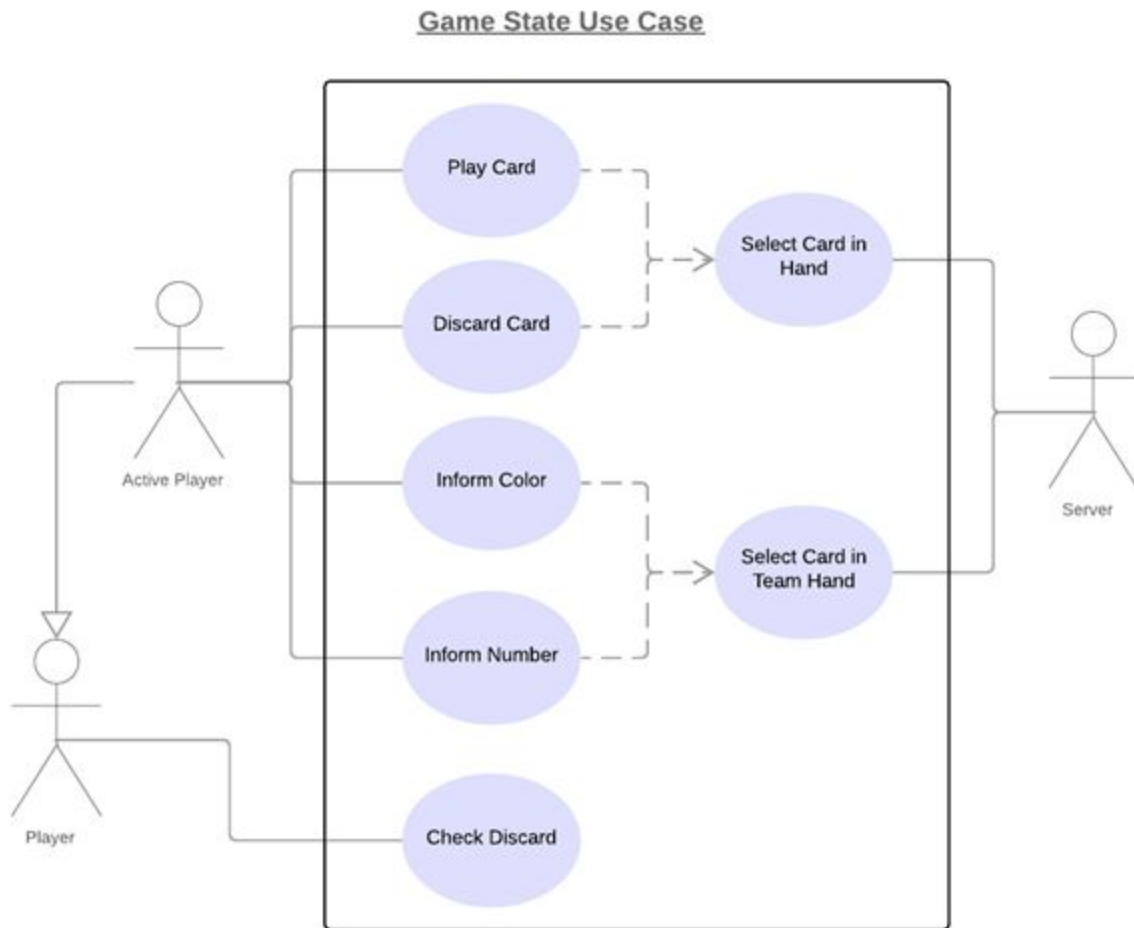 Game State Use Case
Play Card
Select Card in
Hand
Discard Card
Active Player
Inform Color
Server
Select Card in
Team Hand
Inform Number
Player
Check Discard